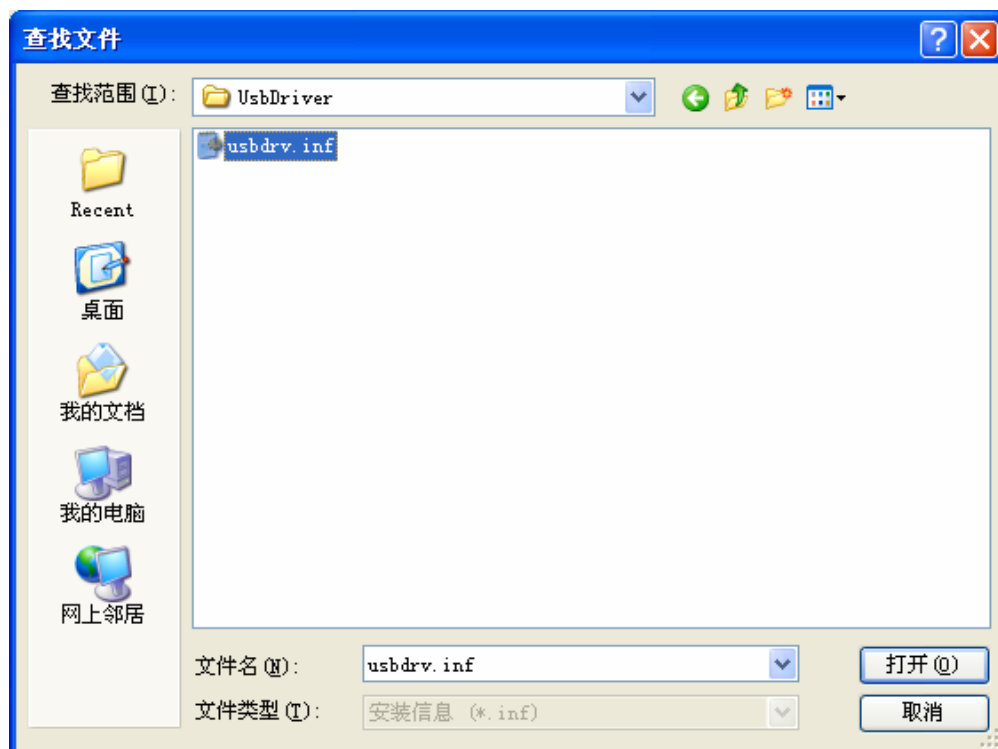 查找文件
查找范围(I):
UsbDriver
usbdrv.inf
Recent
桌面
我的文档
我的电脑
网上邻居
文件名(N):
usbdrv.inf
打开(O)
文件类型(T):
安装信息 (*.inf)
取消